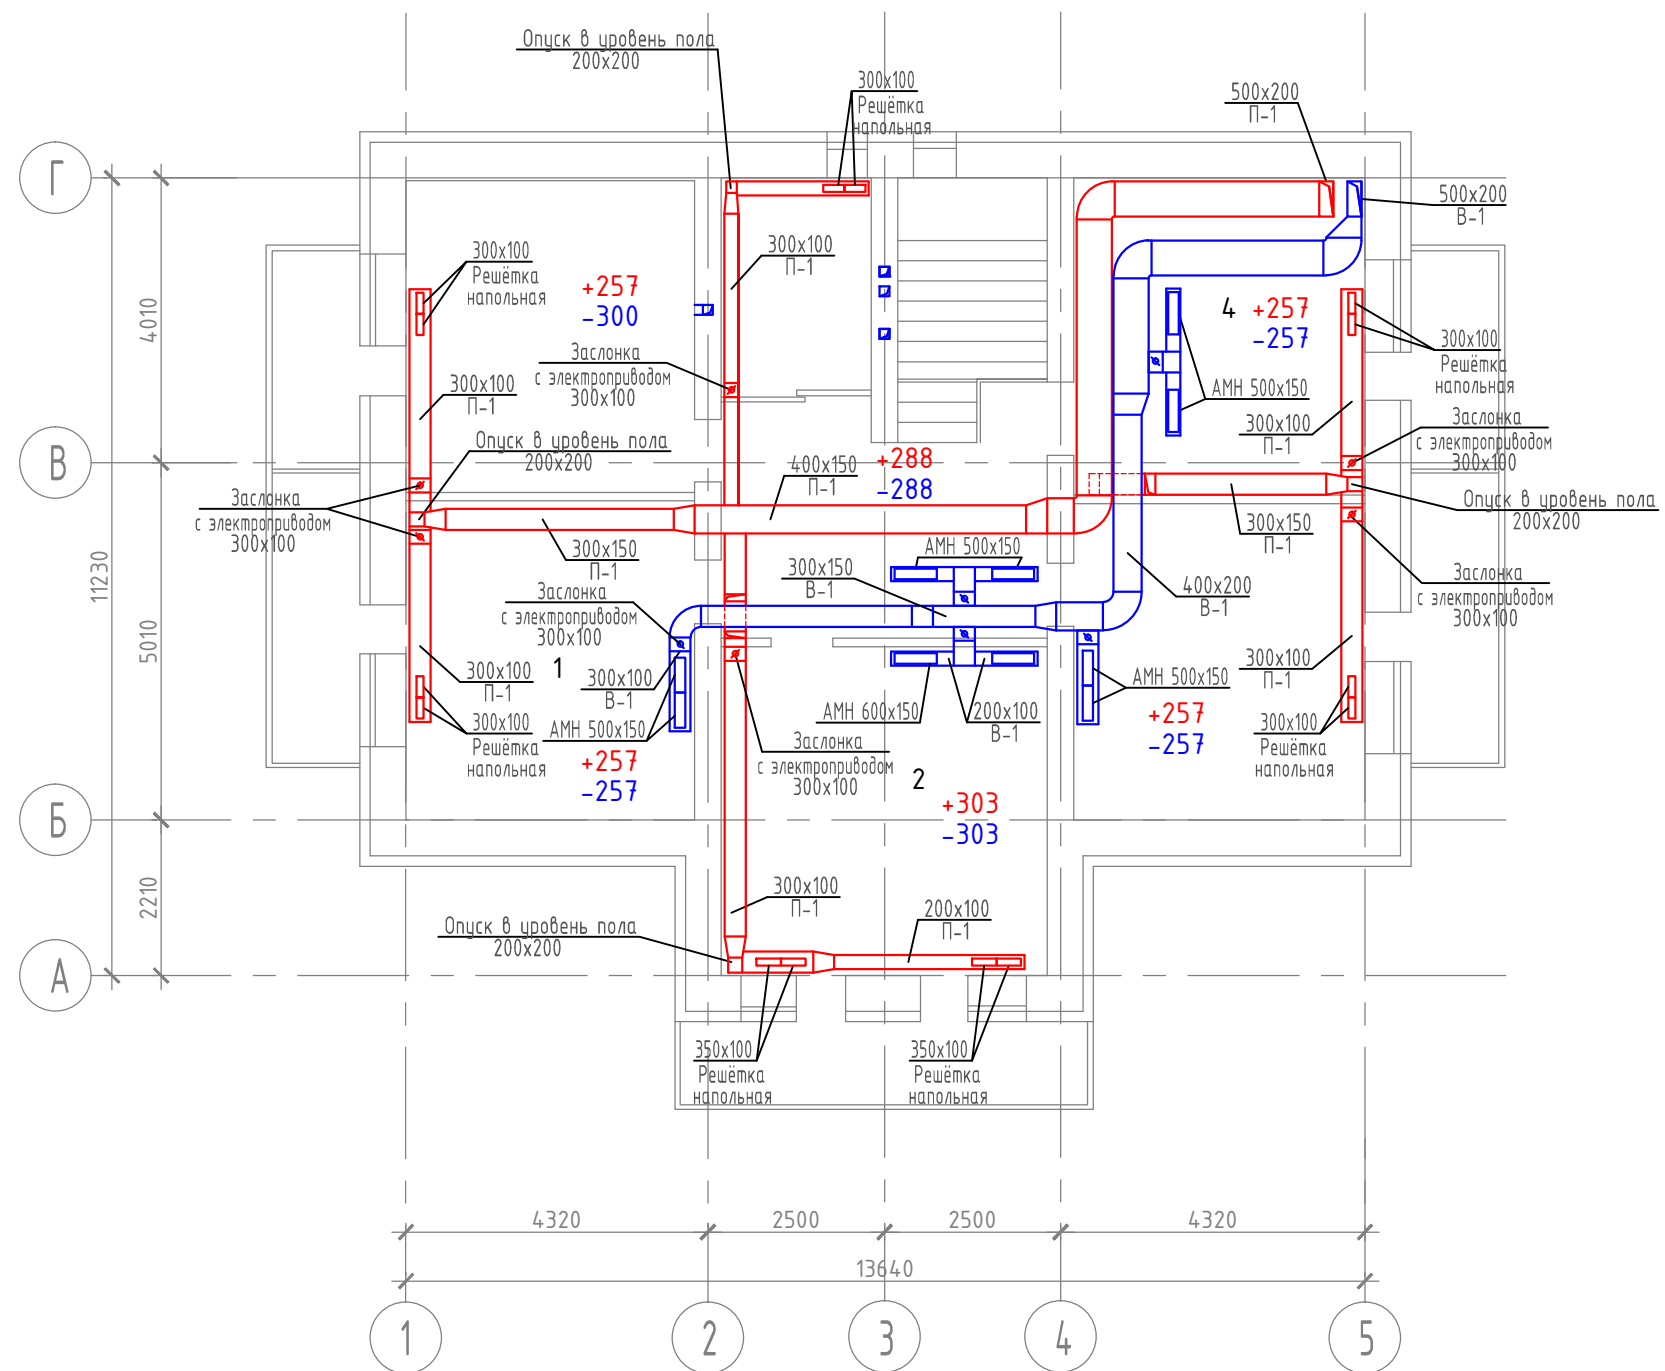 Опуск в уровень пола
200x200
300x100
Решётка
напольная
500x200
П-1
500x200
В-1
Г
300x100
П-1
300x100
Решётка
напольная
+257
-300
4
+257
-257
300x100
Решётка
напольная
4010
Заслонка
с электроприводом
300x100
АМН 500x150
300x100
П-1
300x100
П-1
Заслонка
с электроприводом
300x100
Опуск в уровень пола
200x200
В
400x150
П-1
+288
-288
Заслонка
с электроприводом
300x100
Опуск в уровень пола
200x200
300x150
П-1
300x150
П-1
АМН 500x150
11230
300x150
В-1
Заслонка
с электроприводом
300x100
400x200
В-1
Заслонка
с электроприводом
300x100
5010
300x100
П-1
1
300x100
В-1
АМН 500x150
300x100
П-1
300x100
Решётка
напольная
АМН 500x150
АМН 600x150
200x100
В-1
+257
-257
300x100
Решётка
напольная
+257
-257
Заслонка
с электроприводом
300x100
2
+303
-303
Б
2210
300x100
П-1
200x100
П-1
Опуск в уровень пола
200x200
А
350x100
Решётка
напольная
350x100
Решётка
напольная
4320
2500
2500
4320
13640
1
2
3
4
5